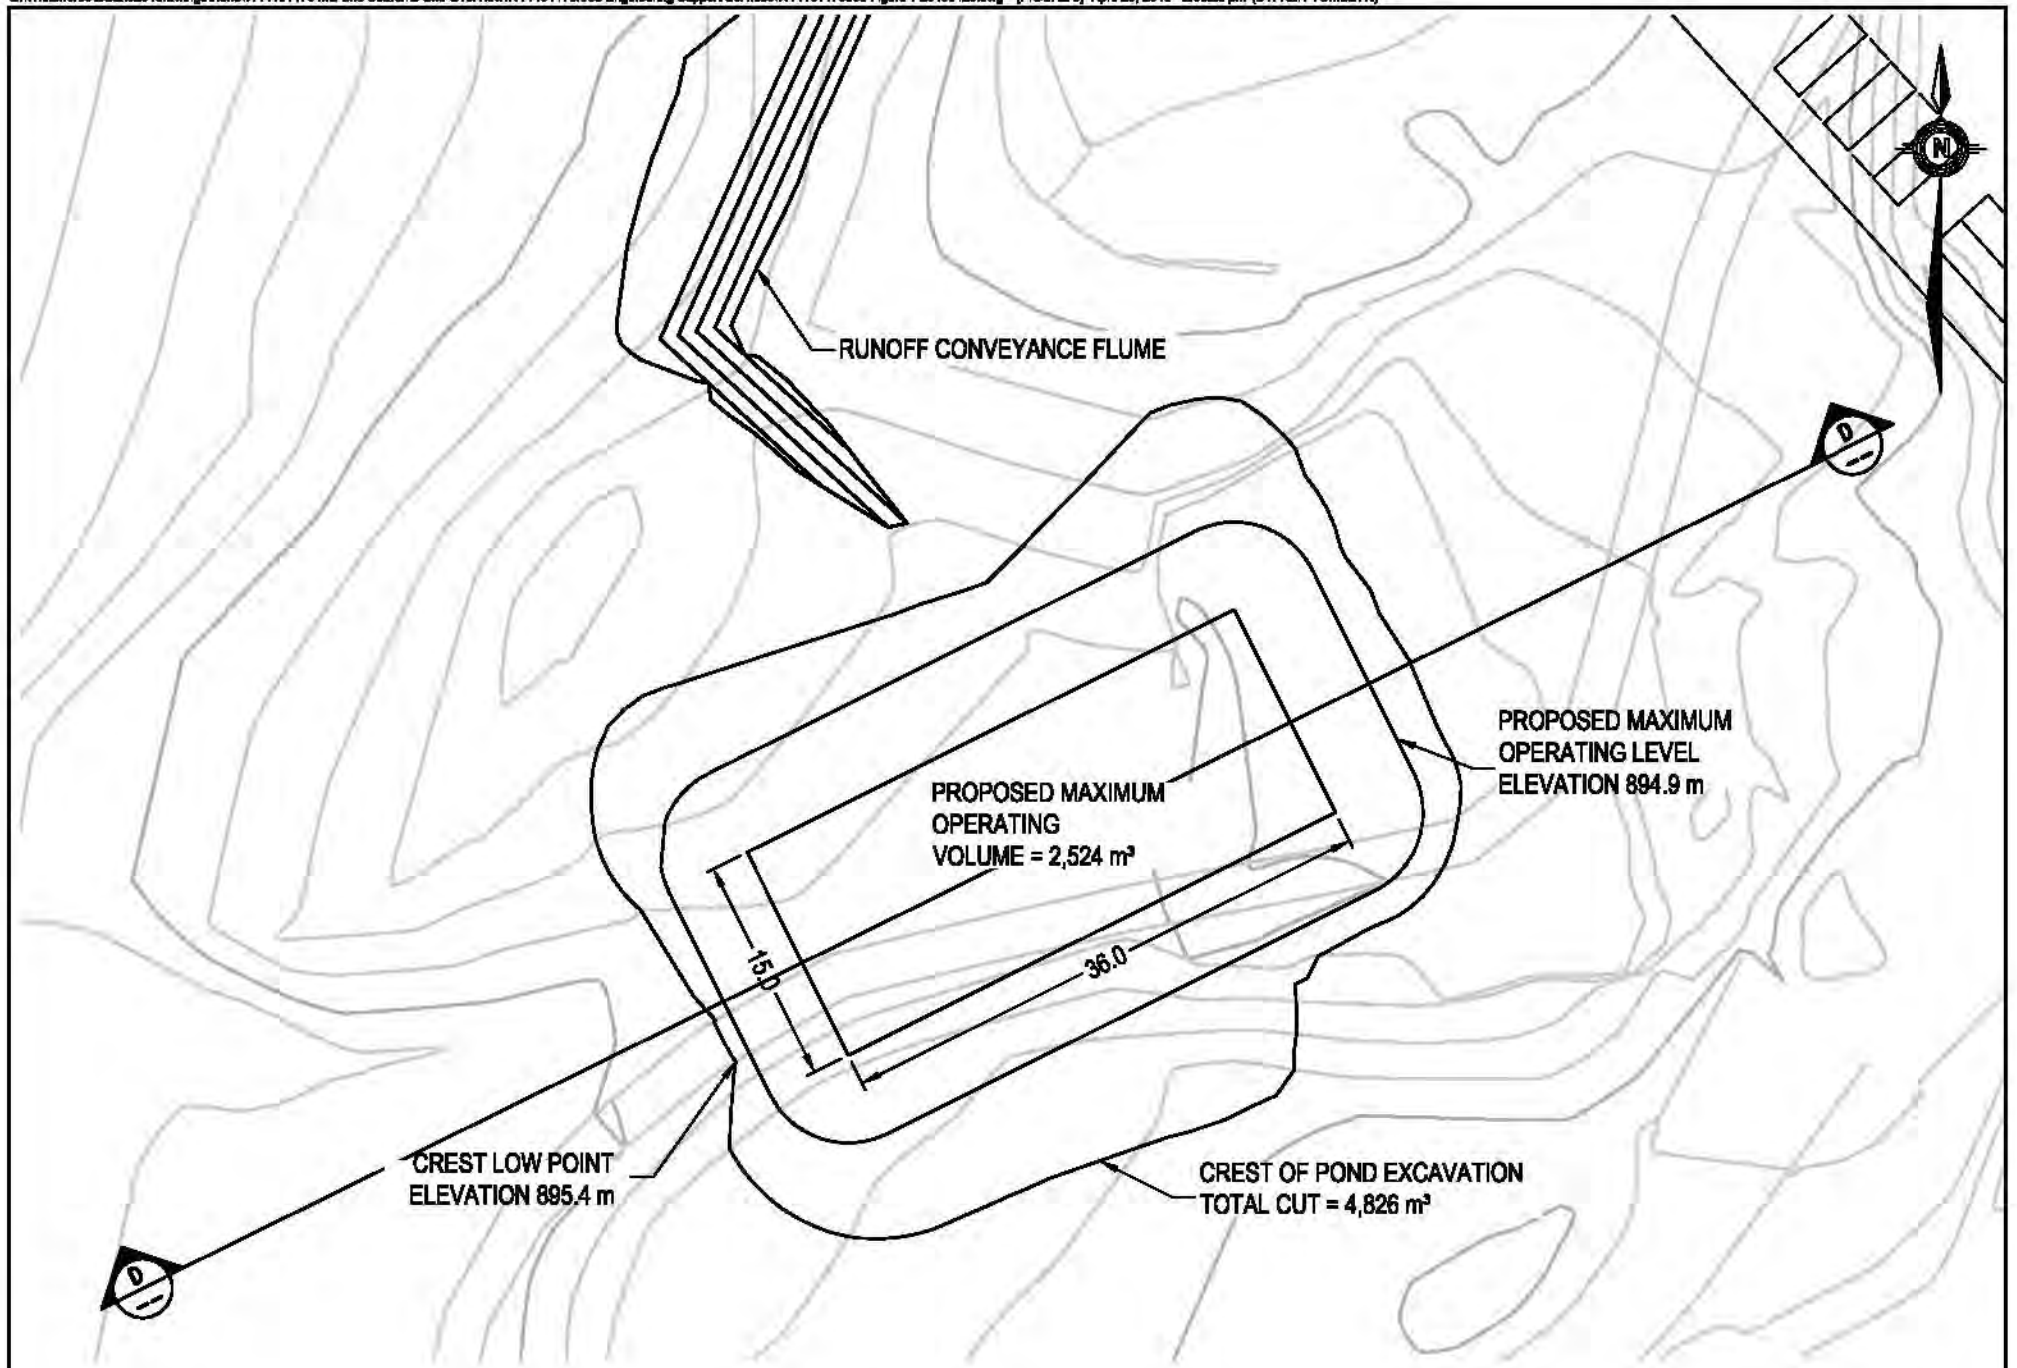 N
RUNOFF CONVEYANCE FLUME
D
PROPOSED MAXIMUM
OPERATING LEVEL
ELEVATION 894.9 m
PROPOSED MAXIMUM
OPERATING
VOLUME = 2,524 m³
15.0
36.0
CREST LOW POINT
ELEVATION 895.4 m
CREST OF POND EXCAVATION
TOTAL CUT = 4,826 m³
D